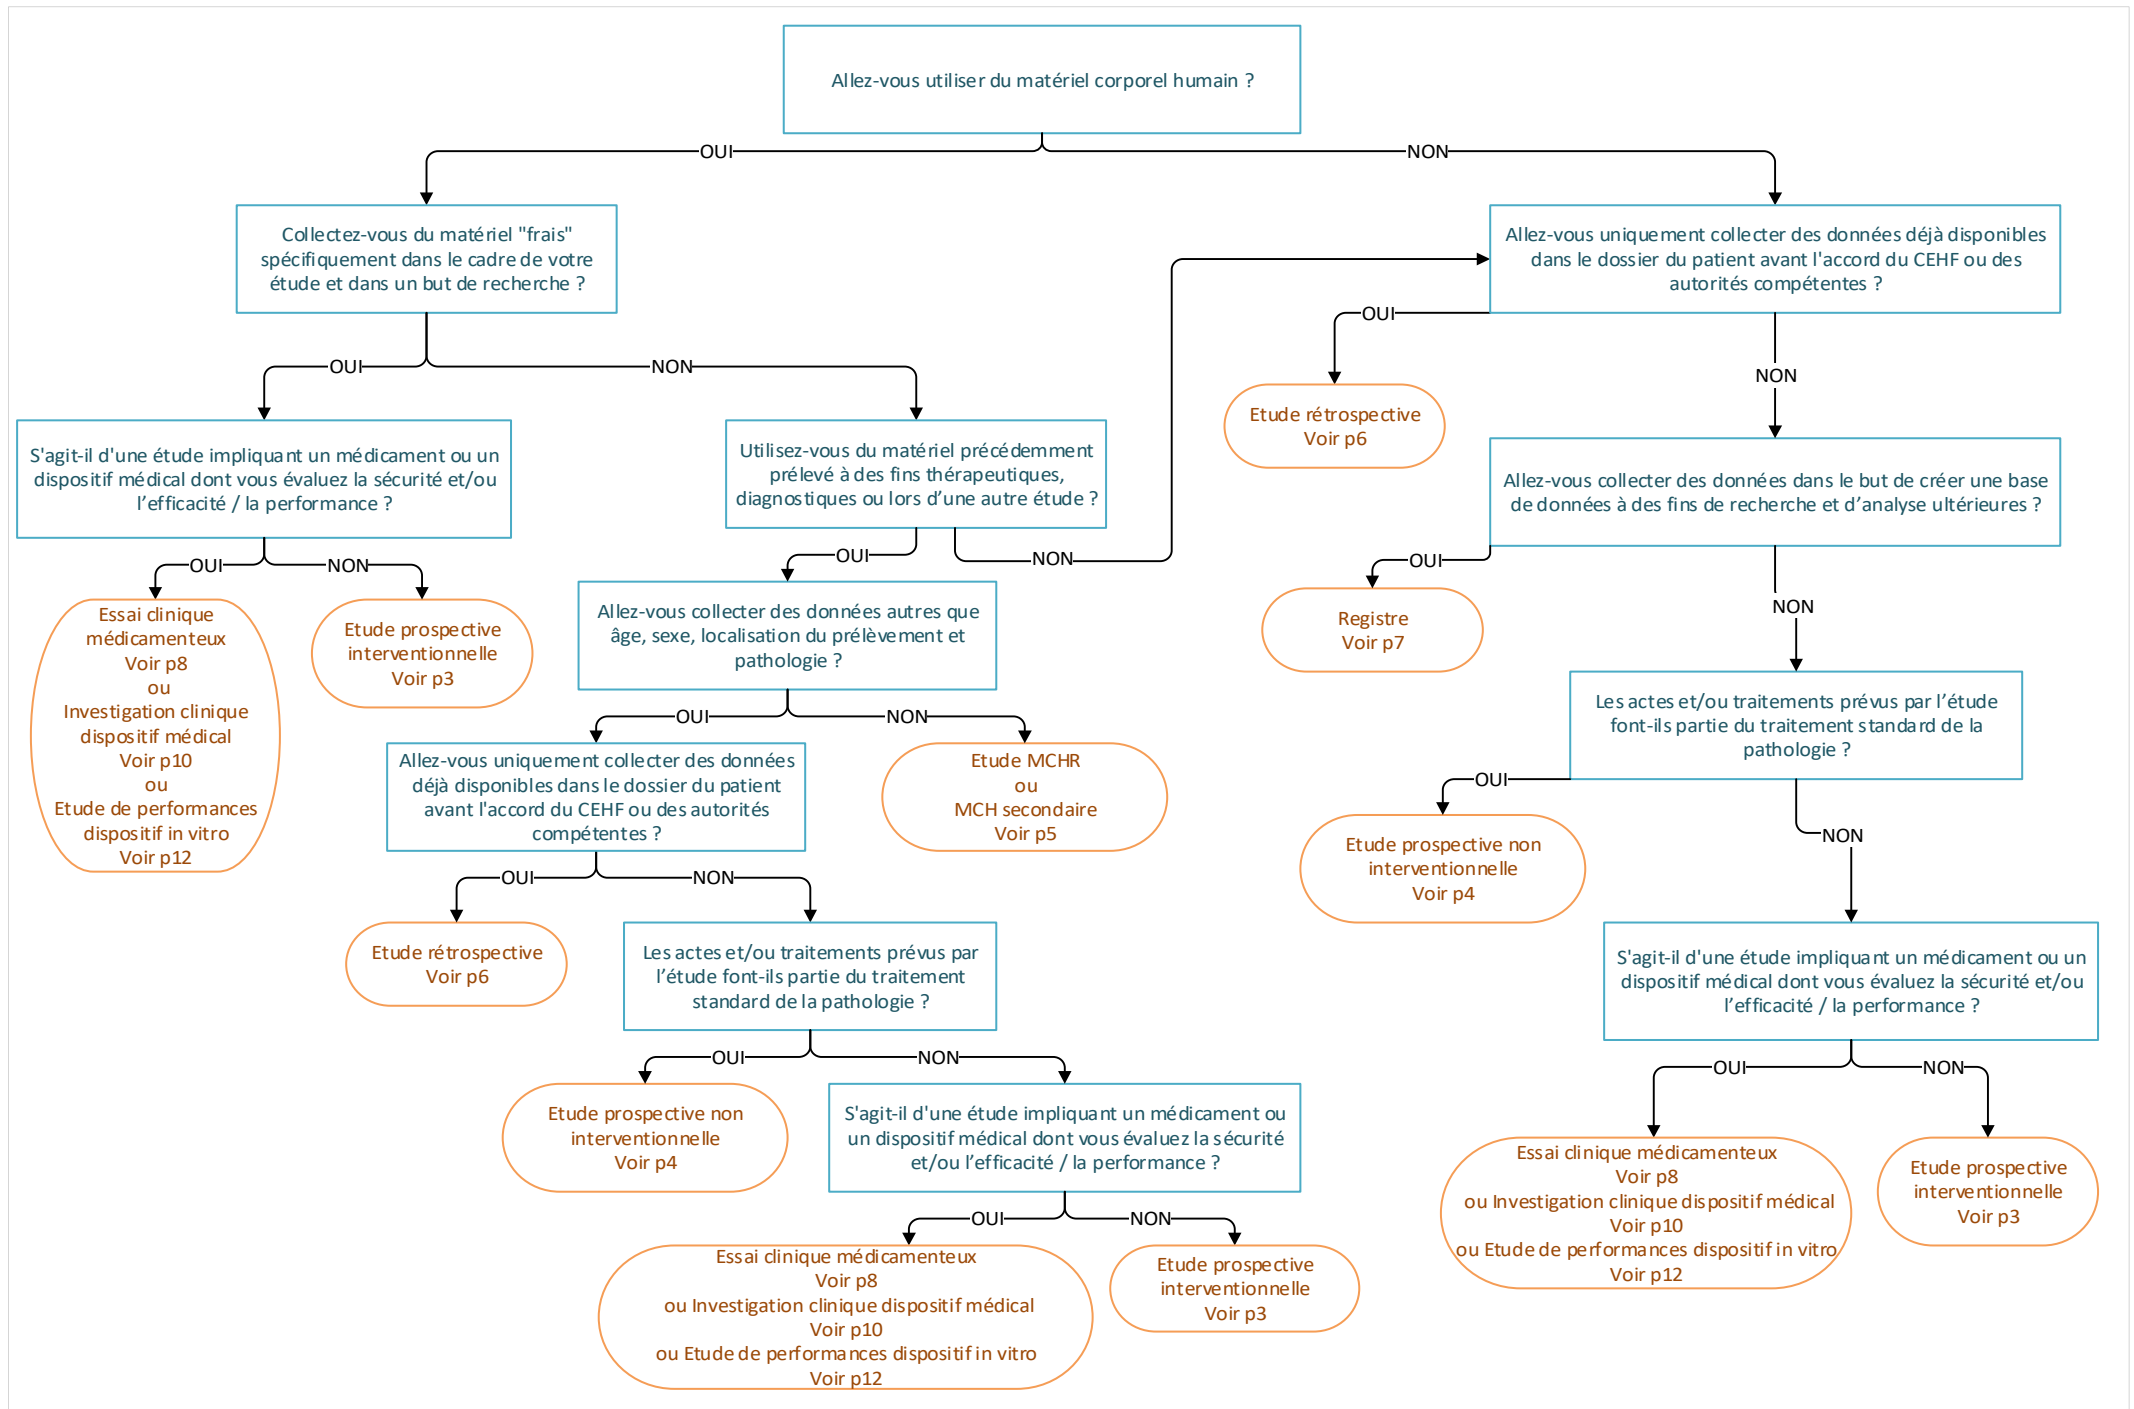 Allez-vous utiliser du matériel corporel humain ?
OUI
NON
Collectez-vous du matériel "frais"
spécifiquement dans le cadre de votre
étude et dans un but de recherche ?
Allez-vous uniquement collecter des données déjà disponibles
dans le dossier du patient avant l'accord du CEHF ou des
autorités compétentes ?
OUI
NON
OUI
NON
Etude rétrospective
Voir p6
S'agit-il d'une étude impliquant un médicament ou un
dispositif médical dont vous évaluez la sécurité et/ou
l’efficacité / la performance ?
Utilisez-vous du matériel précédemment
prélevé à des fins thérapeutiques,
diagnostiques ou lors d’une autre étude ?
Allez-vous collecter des données dans le but de créer une base
de données à des fins de recherche et d’analyse ultérieures ?
OUI
NON
OUI
NON
OUI
NON
Essai clinique
médicamenteux
Voir p8
ou
Investigation clinique
dispositif médical
Voir p10
ou
Etude de performances
dispositif in vitro
Voir p12
Etude prospective
interventionnelle
Voir p3
Allez-vous collecter des données autres que
âge, sexe, localisation du prélèvement et
pathologie ?
Registre
Voir p7
OUI
NON
Les actes et/ou traitements prévus par l’étude
font-ils partie du traitement standard de la
pathologie ?
Allez-vous uniquement collecter des données
déjà disponibles dans le dossier du patient
avant l'accord du CEHF ou des autorités
compétentes ?
Etude MCHR
ou
MCH secondaire
Voir p5
OUI
NON
Etude prospective non
interventionnelle
Voir p4
OUI
NON
Etude rétrospective
Voir p6
Les actes et/ou traitements prévus par
l’étude font-ils partie du traitement
standard de la pathologie ?
S'agit-il d'une étude impliquant un médicament ou un
dispositif médical dont vous évaluez la sécurité et/ou
l’efficacité / la performance ?
OUI
NON
OUI
NON
Etude prospective non
interventionnelle
Voir p4
S'agit-il d'une étude impliquant un médicament ou
un dispositif médical dont vous évaluez la sécurité
et/ou l’efficacité / la performance ?
Essai clinique médicamenteux
Voir p8
ou Investigation clinique dispositif médical
Voir p10
ou Etude de performances dispositif in vitro
Voir p12
Etude prospective
interventionnelle
Voir p3
OUI
NON
Essai clinique médicamenteux
Voir p8
ou Investigation clinique dispositif médical
Voir p10
ou Etude de performances dispositif in vitro
Voir p12
Etude prospective
interventionnelle
Voir p3